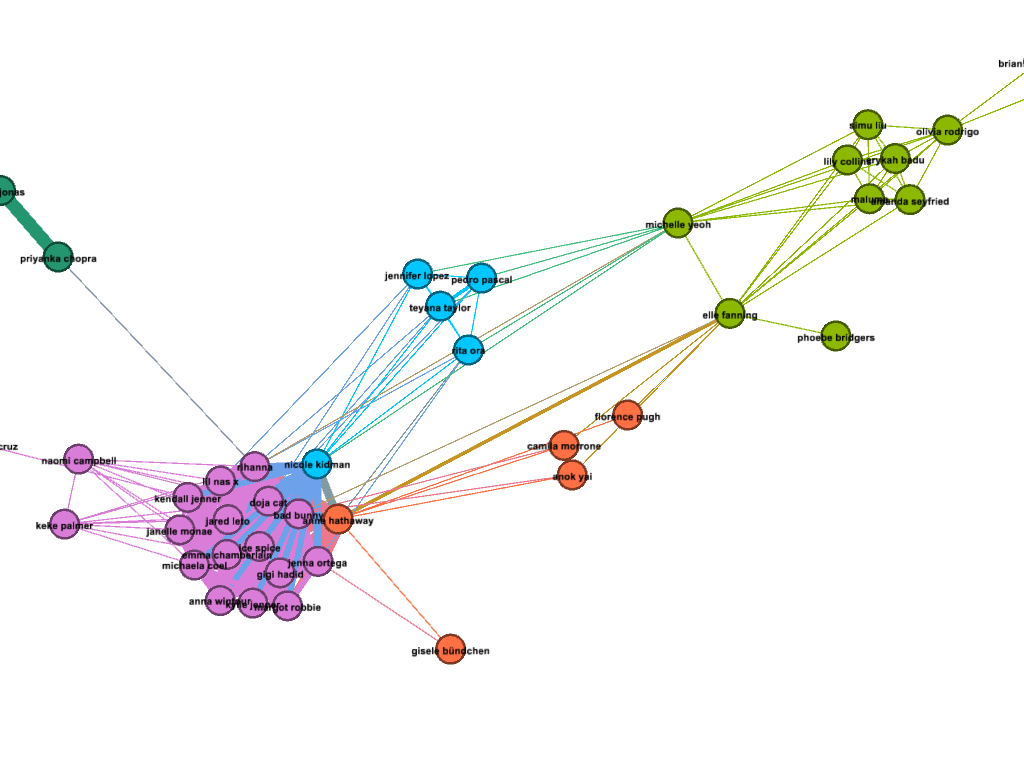 brian
simu liu
olivia rodrigo
lily collins
erykah badu
jonas
maluma
amanda seyfried
michelle yeoh
priyanka chopra
jennifer lopez
pedro pascal
teyana taylor
elle fanning
phoebe bridgers
rita ora
florence pugh
cruz
camila morrone
naomi campbell
nicole kidman
rihanna
anok yai
lil nas x
kendall jenner
doja cat
bad bunny
jared leto
anne hathaway
keke palmer
janelle monae
ice spice
emma chamberlain
michaela coel
jenna ortega
gigi hadid
anna wintour
kylie jenner
margot robbie
gisele bündchen